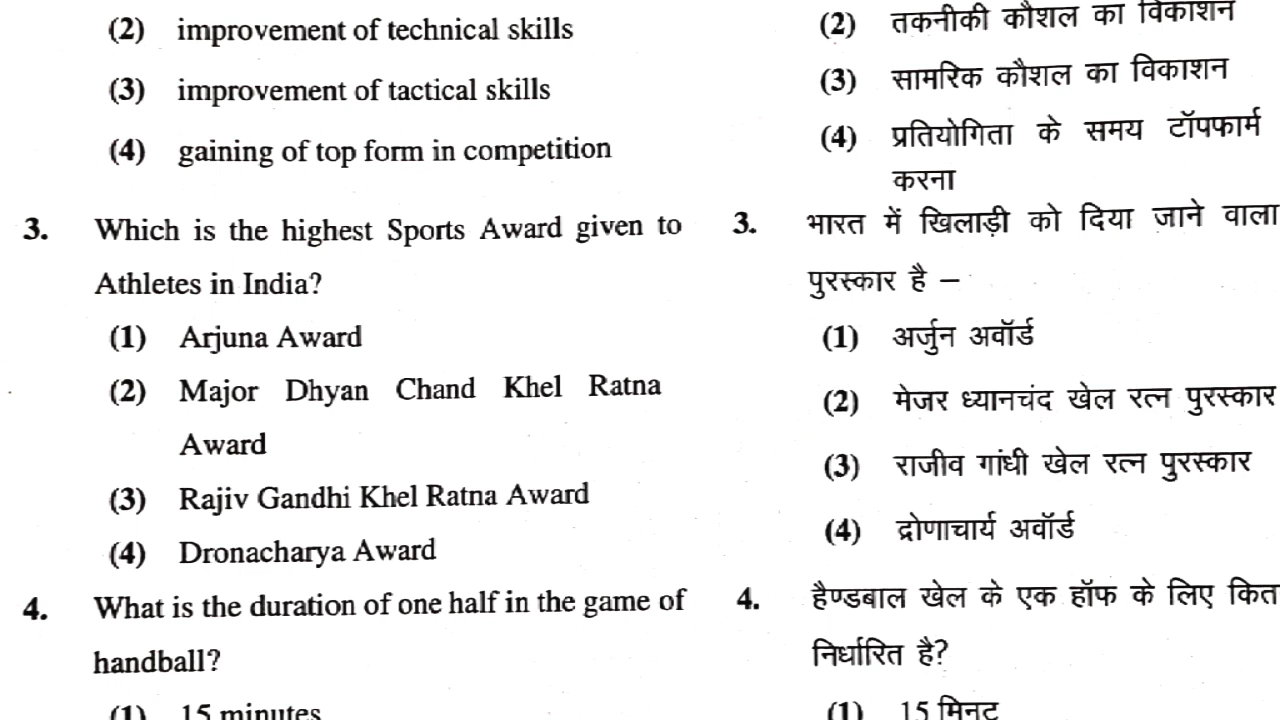 (2) improvement of technical skills
(3) improvement of tactical skills
(4) gaining of top form in competition
3. Which is the highest Sports Award given to
Athletes in India?
(1) Arjuna Award
(2) Major Dhyan Chand Khel Ratna
Award
(3) Rajiv Gandhi Khel Ratna Award
(4) Dronacharya Award
4. What is the duration of one half in the game of
handball?
(1) 15 minutes
(2) तकनीकी कौशल का विकाशन
(3) सामरिक कौशल का विकाशन
(4) प्रतियोगिता के समय टॉपफार्म
करना
3. भारत में खिलाड़ी को दिया जाने वाला
पुरस्कार है –
(1) अर्जुन अवॉर्ड
(2) मेजर ध्यानचंद खेल रत्न पुरस्कार
(3) राजीव गांधी खेल रत्न पुरस्कार
(4) द्रोणाचार्य अवॉर्ड
4. हैण्डबाल खेल के एक हॉफ के लिए कित
निर्धारित है?
(1) 15 मिनट